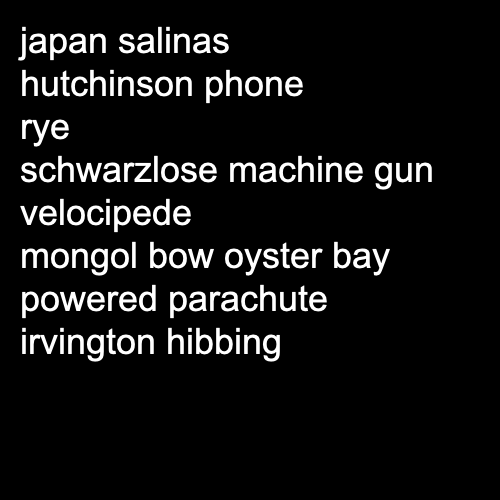 japan salinas
hutchinson phone
rye
schwarzlose machine gun
velocipede
mongol bow oyster bay
powered parachute
irvington hibbing